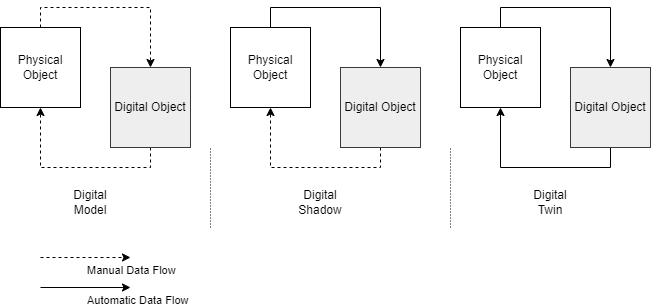 Physical
Object
Digital Object
Physical
Object
Digital Object
Physical
Object
Digital Object
Digital
Model
Digital
Shadow
Digital
Twin
Manual Data Flow
Automatic Data Flow